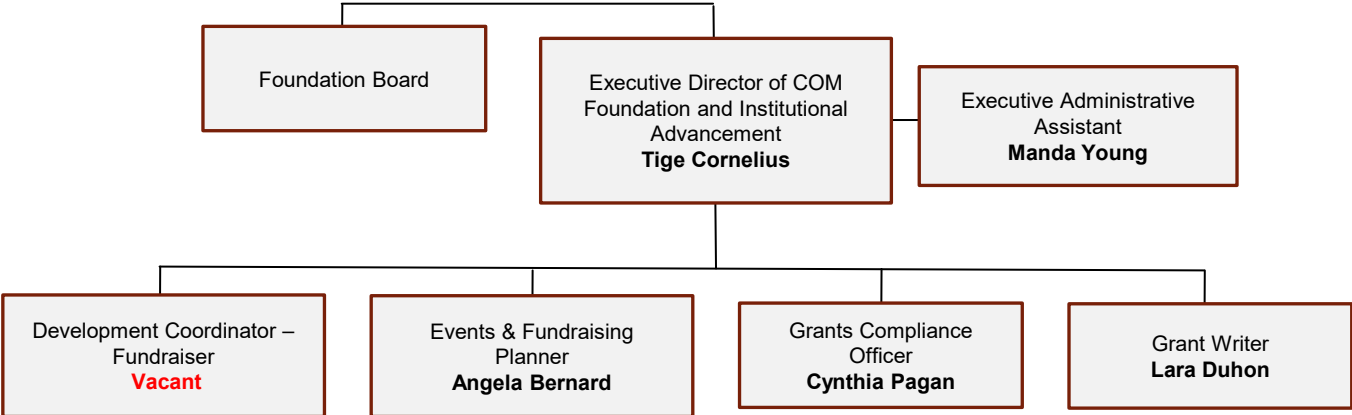 Foundation Board
Executive Director of COM
Foundation and Institutional
Advancement
Tige Cornelius
Executive Administrative
Assistant
Manda Young
Development Coordinator –
Fundraiser
Vacant
Events & Fundraising
Planner
Angela Bernard
Grants Compliance
Officer
Cynthia Pagan
Grant Writer
Lara Duhon